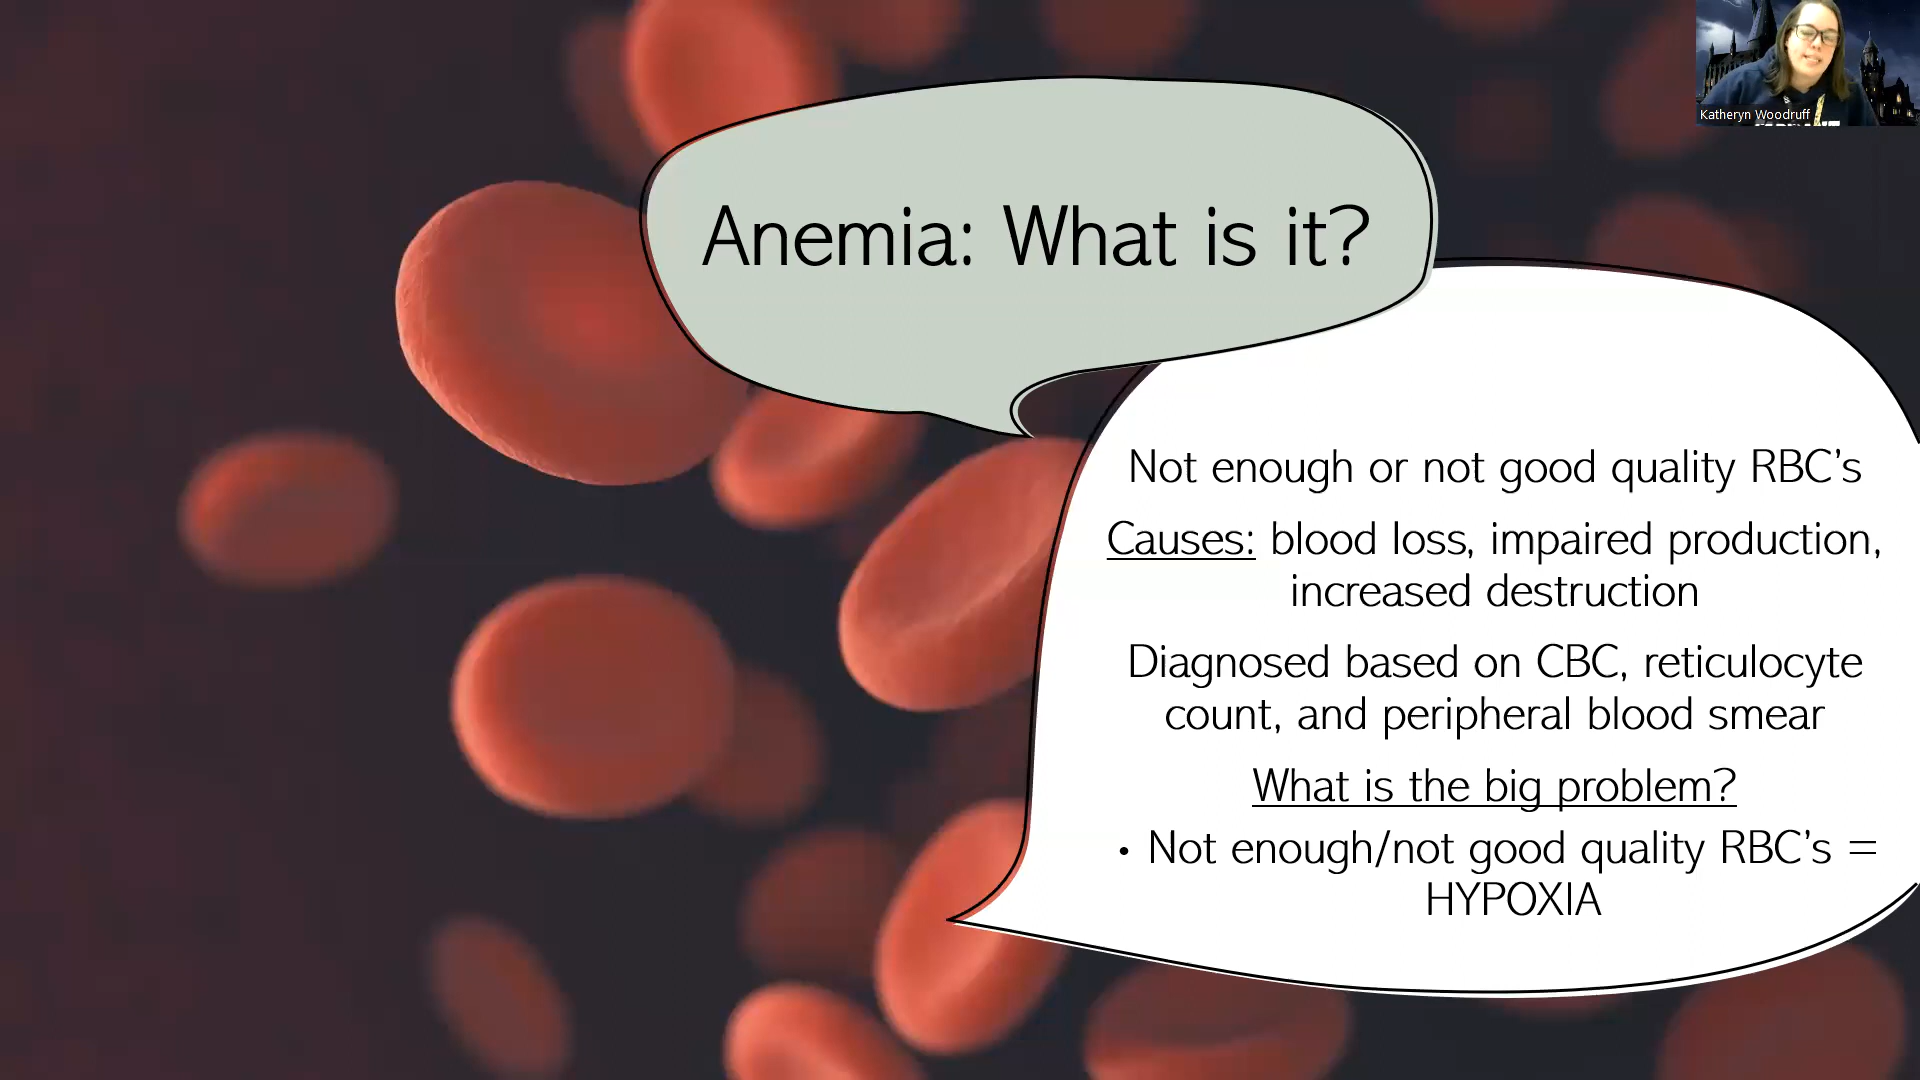 Katheryn Woodruff
Anemia: What is it?
Not enough or not good quality RBC’s
Causes: blood loss, impaired production,
increased destruction
Diagnosed based on CBC, reticulocyte
count, and peripheral blood smear
What is the big problem?
• Not enough/not good quality RBC’s =
HYPOXIA